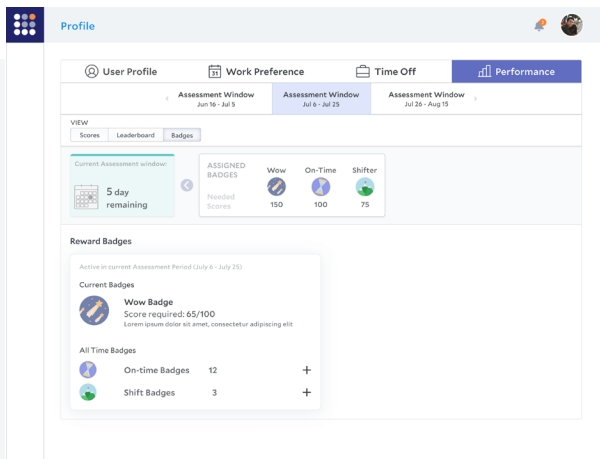 Profile
2
User Profile
31
Work Preference
Time Off
Performance
Assessment Window
Jun 16 - Jul 5
Assessment Window
Jul 6 - Jul 25
Assessment Window
Jul 26 - Aug 15
VIEW
Scores
Leaderboard
Badges
Current Assessment window:
5 day
remaining
ASSIGNED
BADGES
Needed
Scores
Wow
On-Time
Shifter
150
100
75
Reward Badges
Active in current Assessment Period (July 6 - July 25)
Current Badges
Wow Badge
Score required: 65/100
Lorem ipsum dolor sit amet, consectetur adipiscing elit
All Time Badges
On-time Badges 12 +
Shift Badges 3 +